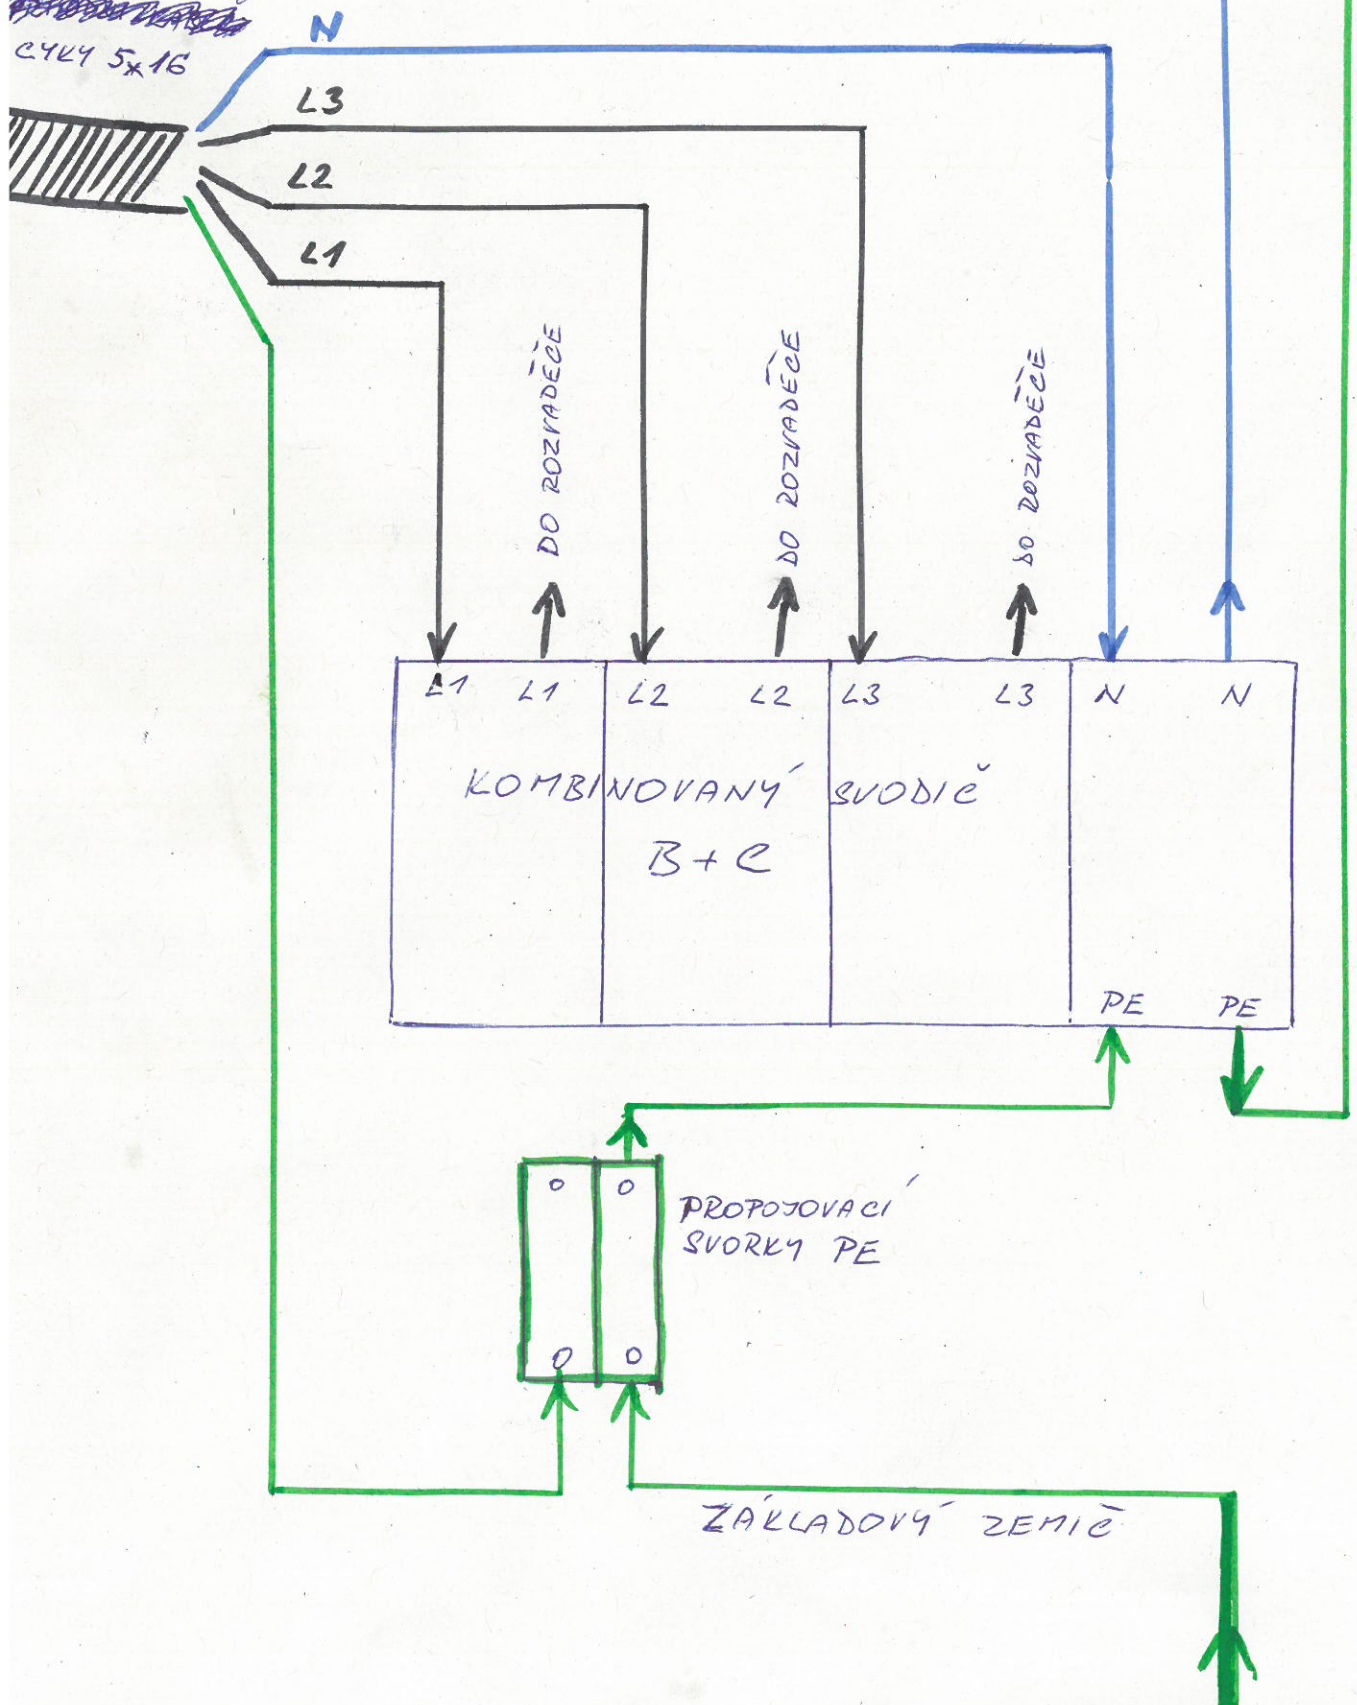 N
CYKY 5x16
L3
L2
L1
DO ROZVADĚČE
DO ROZVADĚČE
DO ROZVADĚČE
L1 L1 L2 L2 L3 L3 N N
KOMBINOVANÝ SVODIČ
B+C
PE PE
PROPOJOVACÍ
SVORKY PE
ZÁKLADOVÝ ZEMIČ